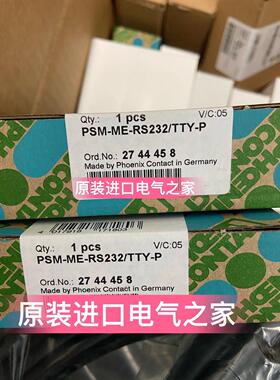 Qty.: 1 pcs V/C:05
PSM-ME-RS232/TTY-P
Ord.No.: 27 44 45 8
Made by Phoenix Contact in Germany
原装进口电气之家
Qty.: 1 pcs V/C:05
PSM-ME-RS232/TTY-P
Ord.No.: 27 44 45 8
Made by Phoenix Contact in Germany
原装进口电气之家